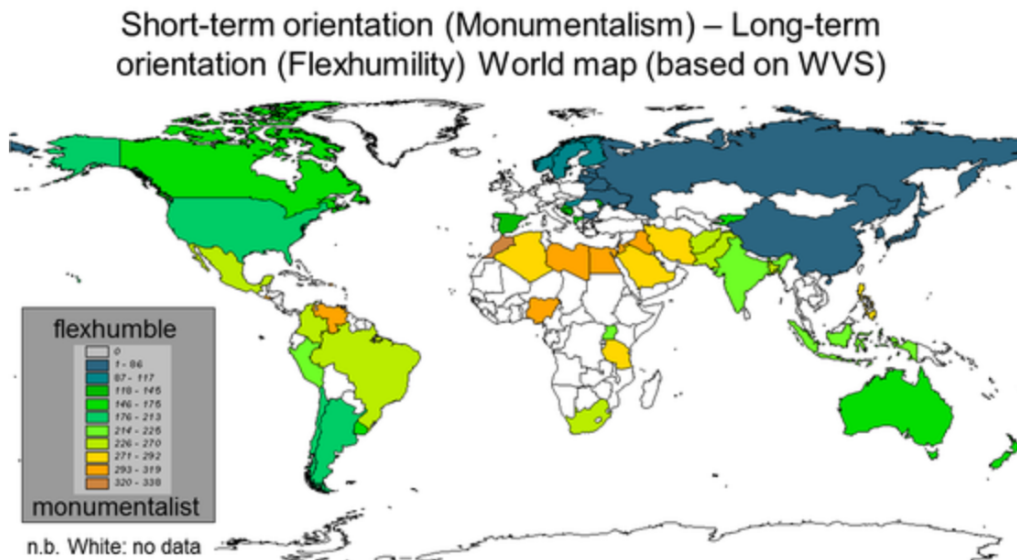 Short-term orientation (Monumentalism) – Long-term
orientation (Flexhumility) World map (based on WVS)
flexhumble
0
1 - 86
87 - 117
118 - 145
146 - 175
176 - 213
214 - 225
226 - 270
271 - 292
293 - 319
320 - 338
monumentalist
n.b. White: no data